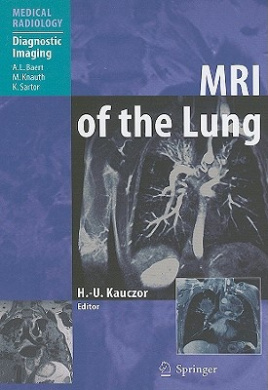 MEDICAL
RADIOLOGY
Diagnostic
Imaging
A.L. Baert
M. Knauth
K. Sartor
MRI
of the Lung
H.-U. Kauczor
Editor
Springer